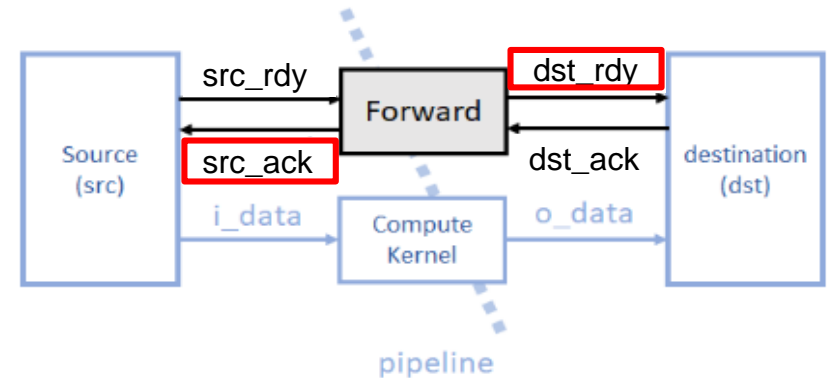 src_rdy
dst_rdy
Forward
Source
(src)
src_ack
dst_ack
destination
(dst)
i_data
Compute
Kernel
o_data
pipeline